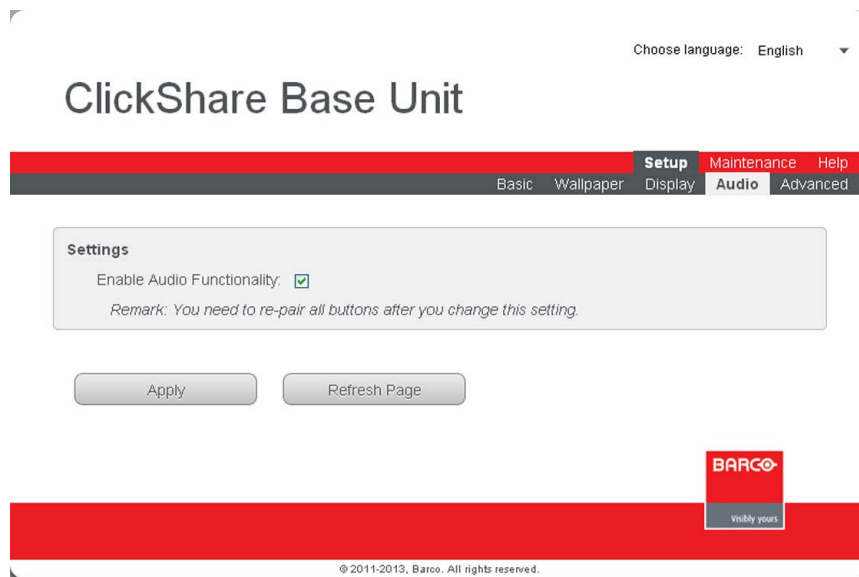 Choose language: English
ClickShare Base Unit
Setup Maintenance Help
Basic Wallpaper Display Audio Advanced
Settings
Enable Audio Functionality:
Remark: You need to re-pair all buttons after you change this setting.
Apply Refresh Page
BARCO
Visibly yours
© 2011-2013, Barco. All rights reserved.